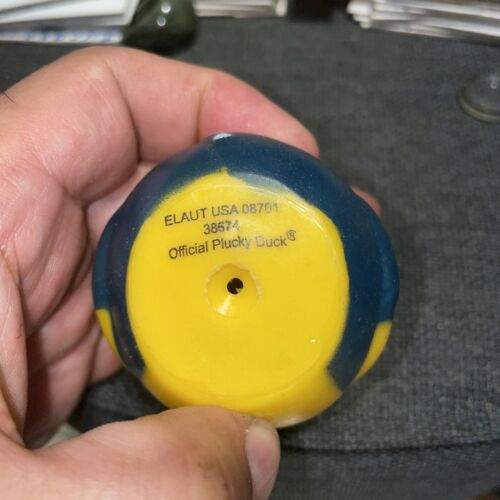 ELAUT USA 08701
38674
Official Plucky Duck®